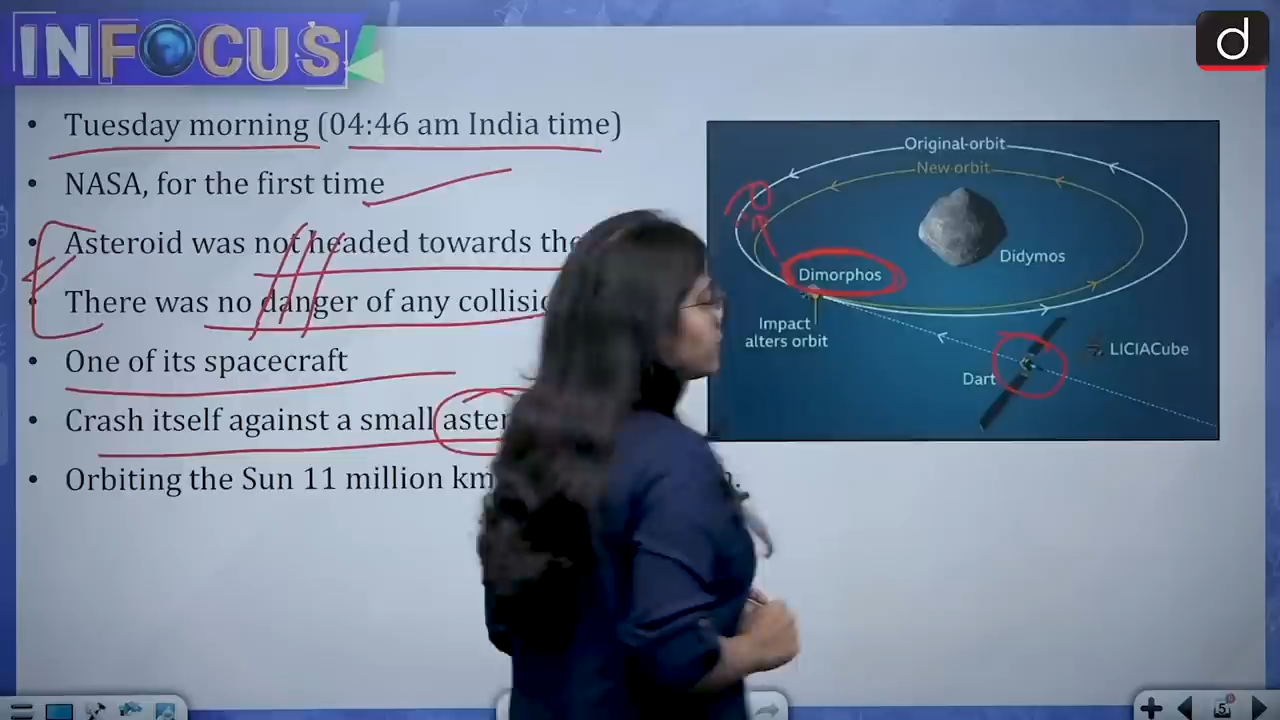 INFOCUS
d
• Tuesday morning (04:46 am India time)
• NASA, for the first time
• Asteroid was not headed towards the
• There was no danger of any collisio
• One of its spacecraft
• Crash itself against a small aster
• Orbiting the Sun 11 million km
Original orbit
New orbit
Didymos
Dimorphos
Impact
alters orbit
LICIACube
Dart
5